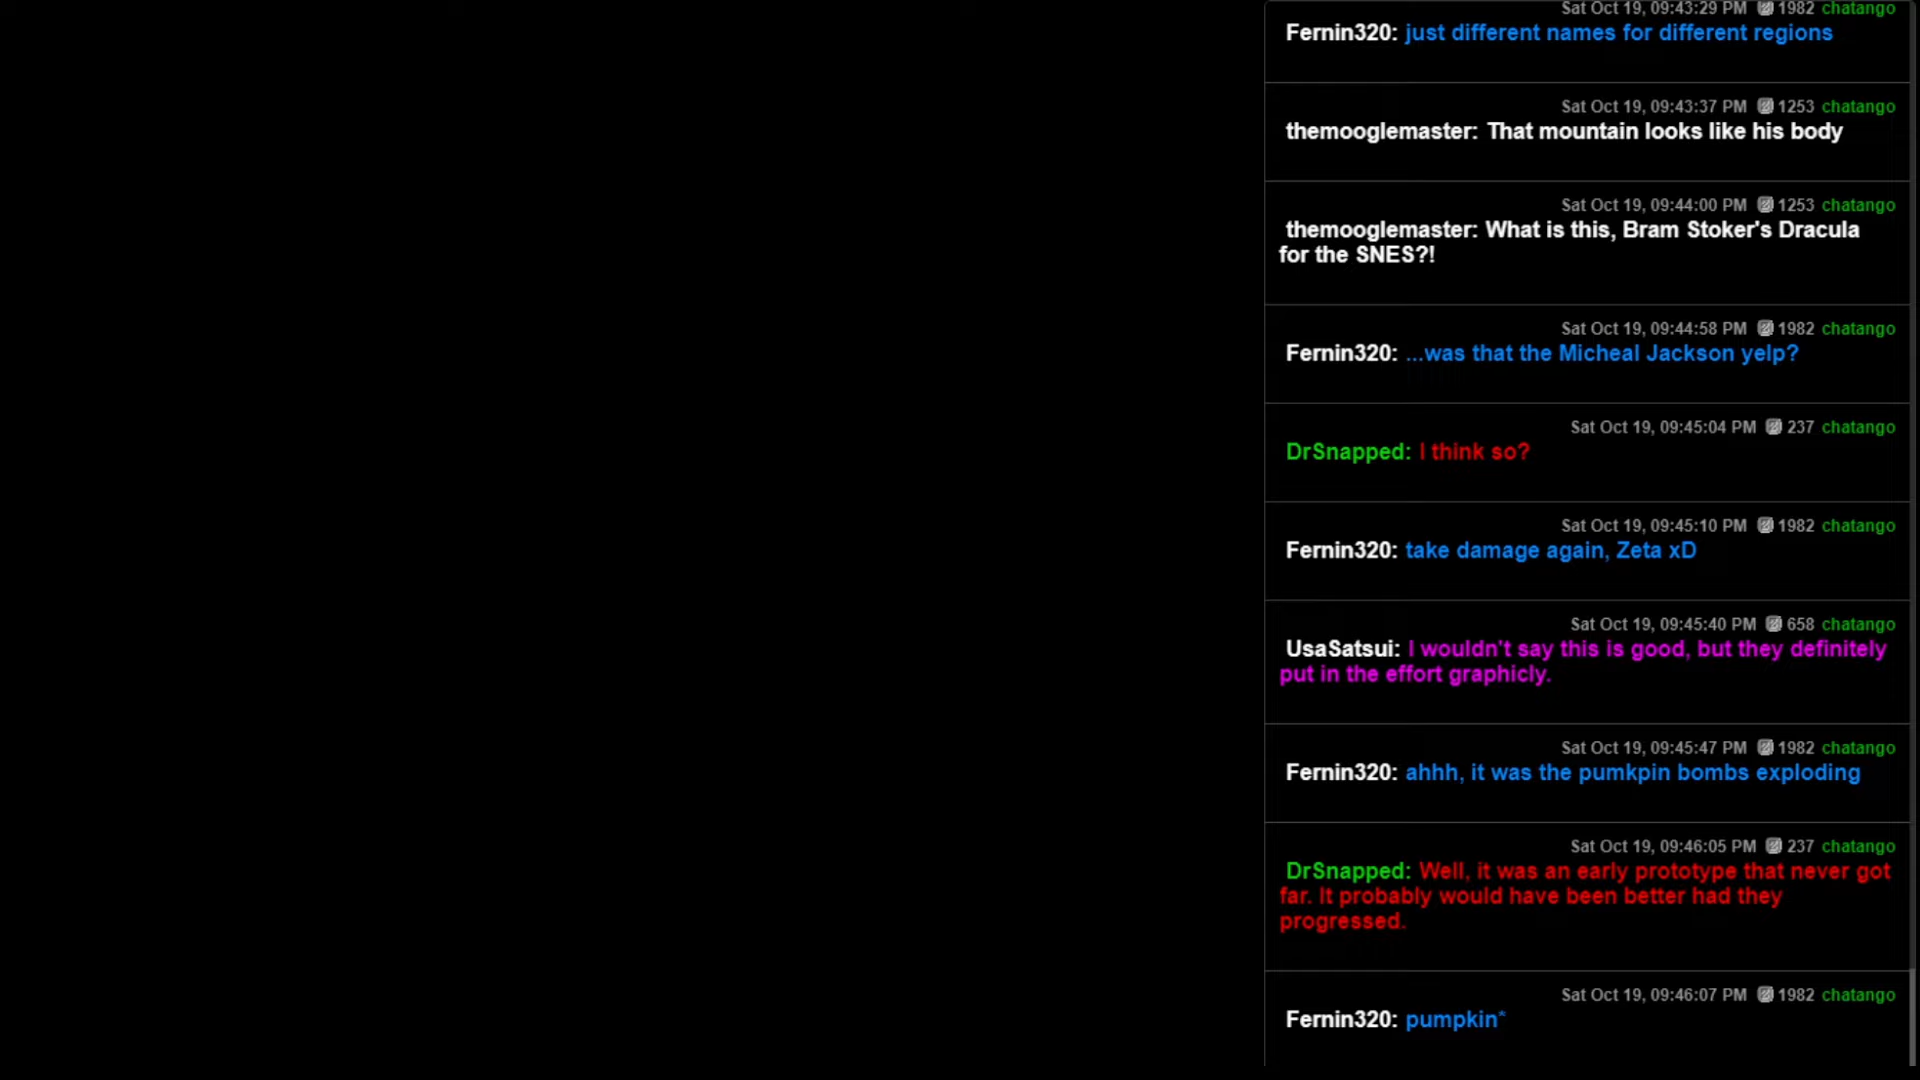 Sat Oct 19, 09:43:29 PM 1982 chatango
Fernin320: just different names for different regions
Sat Oct 19, 09:43:37 PM 1253 chatango
themooglemaster: That mountain looks like his body
Sat Oct 19, 09:44:00 PM 1253 chatango
themooglemaster: What is this, Bram Stoker's Dracula
for the SNES?!
Sat Oct 19, 09:44:58 PM 1982 chatango
Fernin320: ...was that the Micheal Jackson yelp?
Sat Oct 19, 09:45:04 PM 237 chatango
DrSnapped: I think so?
Sat Oct 19, 09:45:10 PM 1982 chatango
Fernin320: take damage again, Zeta xD
Sat Oct 19, 09:45:40 PM 658 chatango
UsaSatsui: I wouldn't say this is good, but they definitely
put in the effort graphicly.
Sat Oct 19, 09:45:47 PM 1982 chatango
Fernin320: ahhh, it was the pumkpin bombs exploding
Sat Oct 19, 09:46:05 PM 237 chatango
DrSnapped: Well, it was an early prototype that never got
far. It probably would have been better had they
progressed.
Sat Oct 19, 09:46:07 PM 1982 chatango
Fernin320: pumpkin*